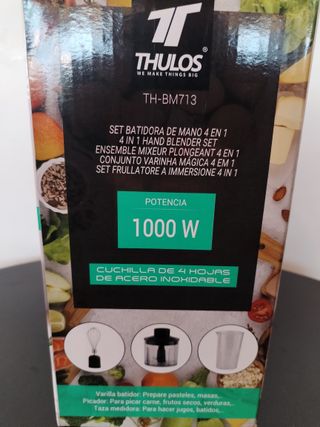 THULOS®
WE MAKE THINGS BIG
TH-BM713
SET BATIDORA DE MANO 4 EN 1
4 IN 1 HAND BLENDER SET
ENSEMBLE MIXEUR PLONGEANT 4 EN 1
CONJUNTO VARINHA MÁGICA 4 EM 1
SET FRULLATORE A IMMERSIONE 4 IN 1
POTENCIA
1000 W
CUCHILLA DE 4 HOJAS
DE ACERO INOXIDABLE
Varilla batidor: Prepare pasteles, masas,..
Picador: Para picar carne, frutos secos, verduras,..
Taza medidora: Para hacer jugos, batidos,..